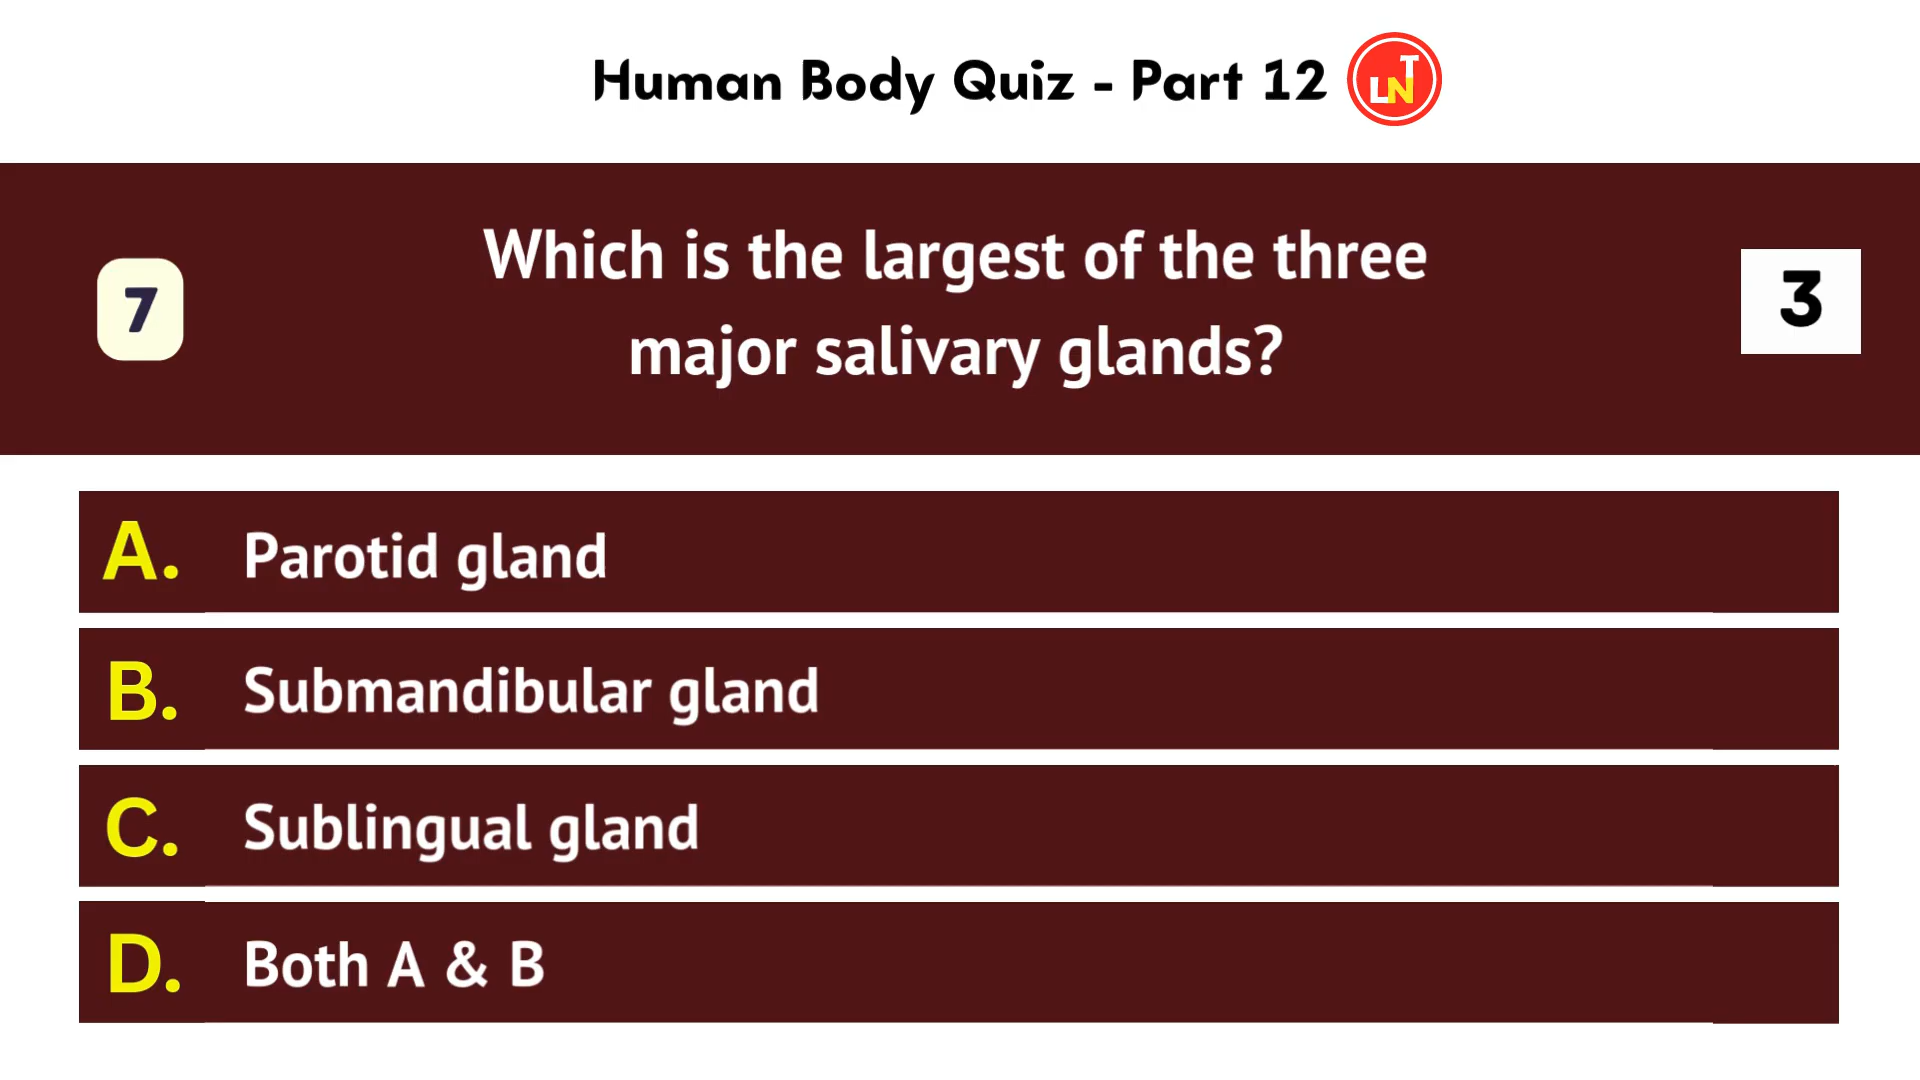 Human Body Quiz - Part 12
LNT
7
Which is the largest of the three
major salivary glands?
3
A. Parotid gland
B. Submandibular gland
C. Sublingual gland
D. Both A & B